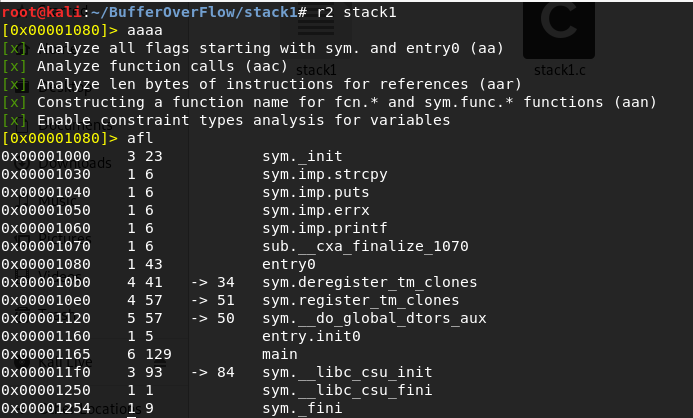 root@kali:~/BufferOverFlow/stack1# r2 stack1
[0x00001080]> aaaa
[x] Analyze all flags starting with sym. and entry0 (aa)
[x] Analyze function calls (aac)
[x] Analyze len bytes of instructions for references (aar)
[x] Constructing a function name for fcn.* and sym.func.* functions (aan)
[x] Enable constraint types analysis for variables
[0x00001080]> afl
0x00001000 3 23 sym._init
0x00001030 1 6 sym.imp.strcpy
0x00001040 1 6 sym.imp.puts
0x00001050 1 6 sym.imp.errx
0x00001060 1 6 sym.imp.printf
0x00001070 1 6 sub.__cxa_finalize_1070
0x00001080 1 43 entry0
0x000010b0 4 41 -> 34 sym.deregister_tm_clones
0x000010e0 4 57 -> 51 sym.register_tm_clones
0x00001120 5 57 -> 50 sym.__do_global_dtors_aux
0x00001160 1 5 entry.init0
0x00001165 6 129 main
0x000011f0 3 93 -> 84 sym.__libc_csu_init
0x00001250 1 1 sym.__libc_csu_fini
0x00001254 1 9 sym._fini
stack1
stack1.c
Downloads